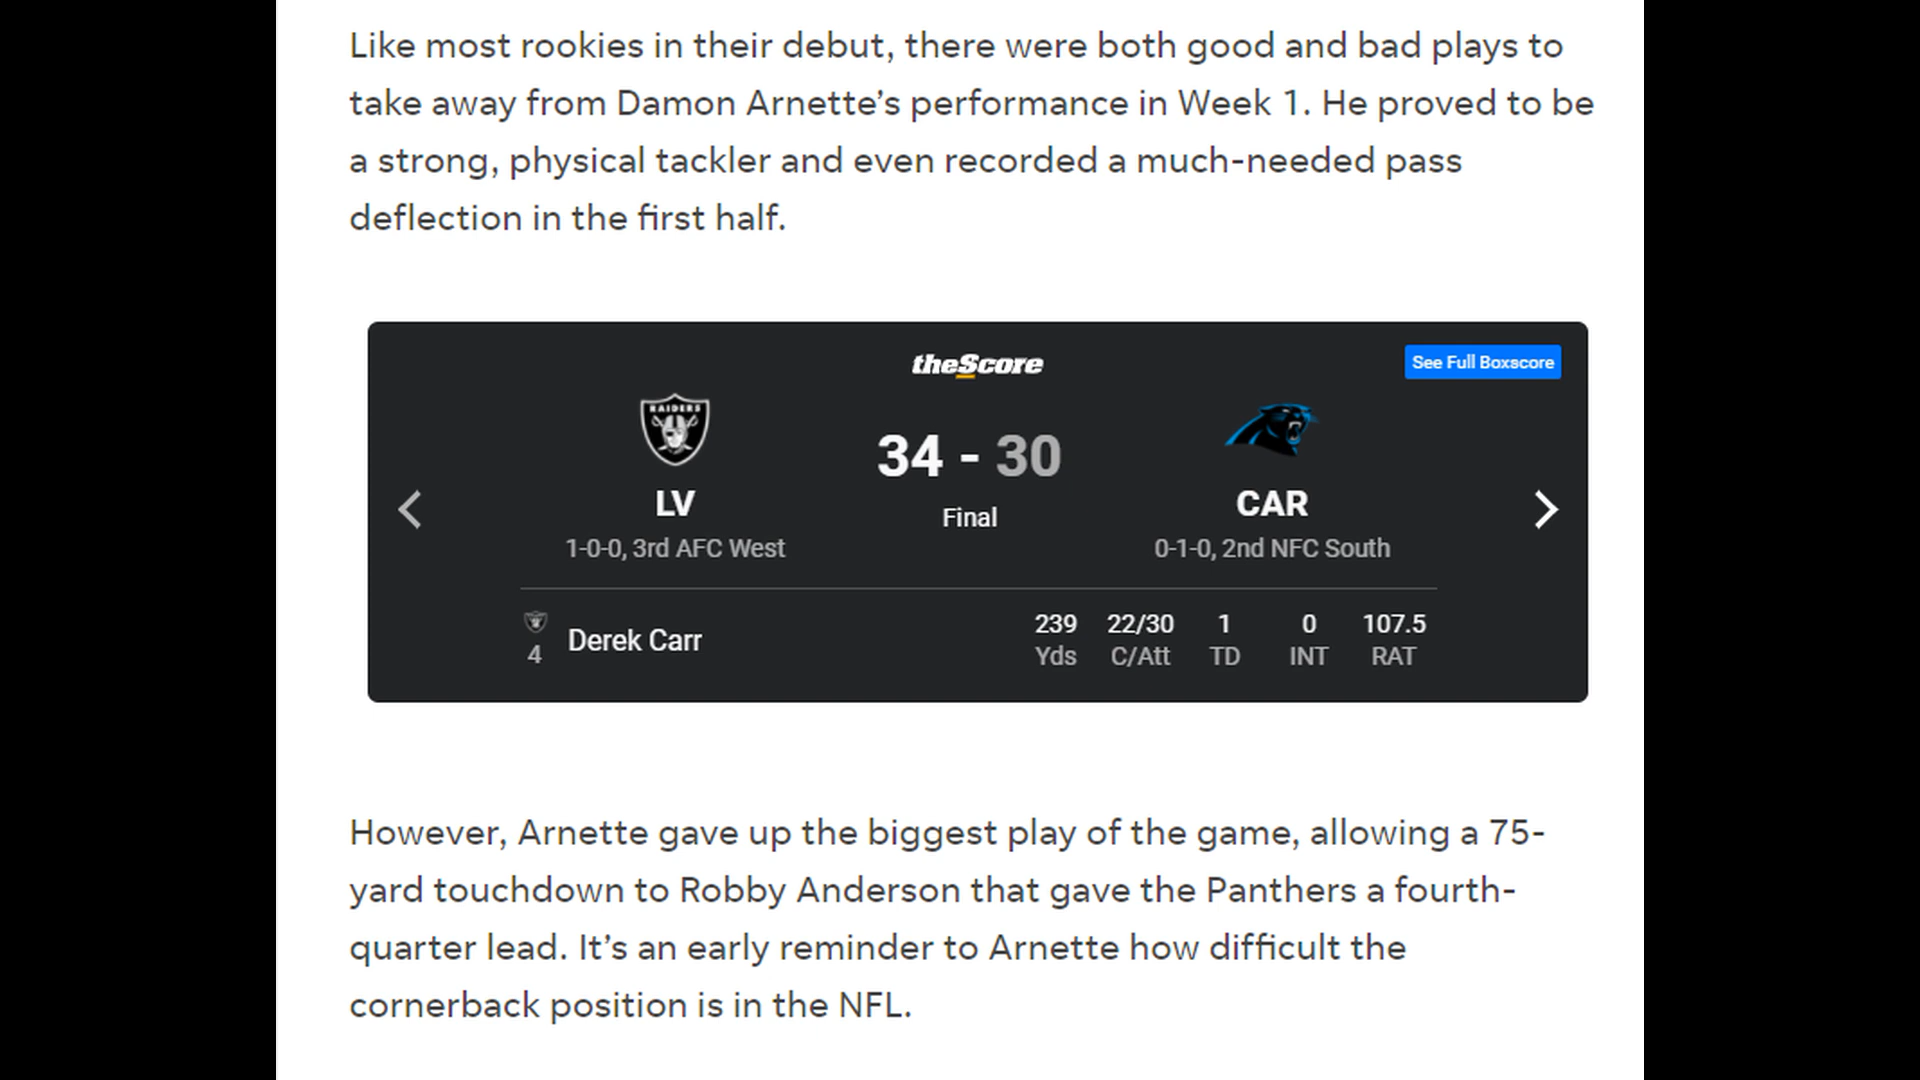 Like most rookies in their debut, there were both good and bad plays to
take away from Damon Arnette’s performance in Week 1. He proved to be
a strong, physical tackler and even recorded a much-needed pass
deflection in the first half.
theScore
See Full Boxscore
RAIDERS
34 - 30
LV
CAR
Final
1-0-0, 3rd AFC West
0-1-0, 2nd NFC South
4
Derek Carr
239 22/30 1 0 107.5
Yds C/Att TD INT RAT
However, Arnette gave up the biggest play of the game, allowing a 75-
yard touchdown to Robby Anderson that gave the Panthers a fourth-
quarter lead. It’s an early reminder to Arnette how difficult the
cornerback position is in the NFL.